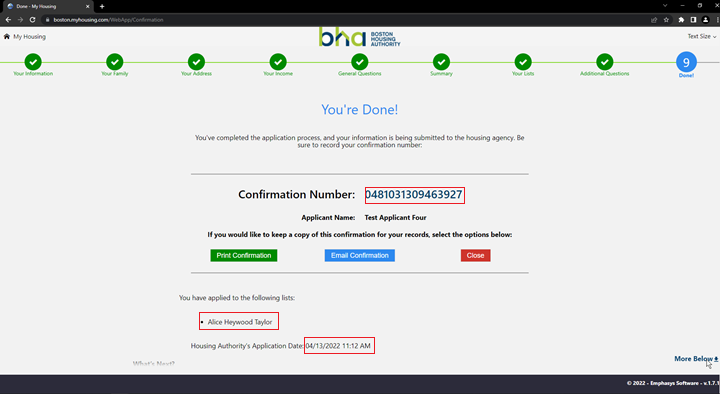 Done - My Housing
boston.myhousing.com/WebApp/Confirmation
My Housing
bha BOSTON HOUSING AUTHORITY
Text Size
Your Information
Your Family
Your Address
Your Income
General Questions
Summary
Your Lists
Additional Questions
9
Done!
You're Done!
You've completed the application process, and your information is being submitted to the housing agency. Be
sure to record your confirmation number:
Confirmation Number: 0481031309463927
Applicant Name: Test Applicant Four
If you would like to keep a copy of this confirmation for your records, select the options below:
Print Confirmation
Email Confirmation
Close
You have applied to the following lists:
• Alice Heywood Taylor
Housing Authority's Application Date: 04/13/2022 11:12 AM
What's Next?
More Below
© 2022 - Emphasys Software - v.1.7.1